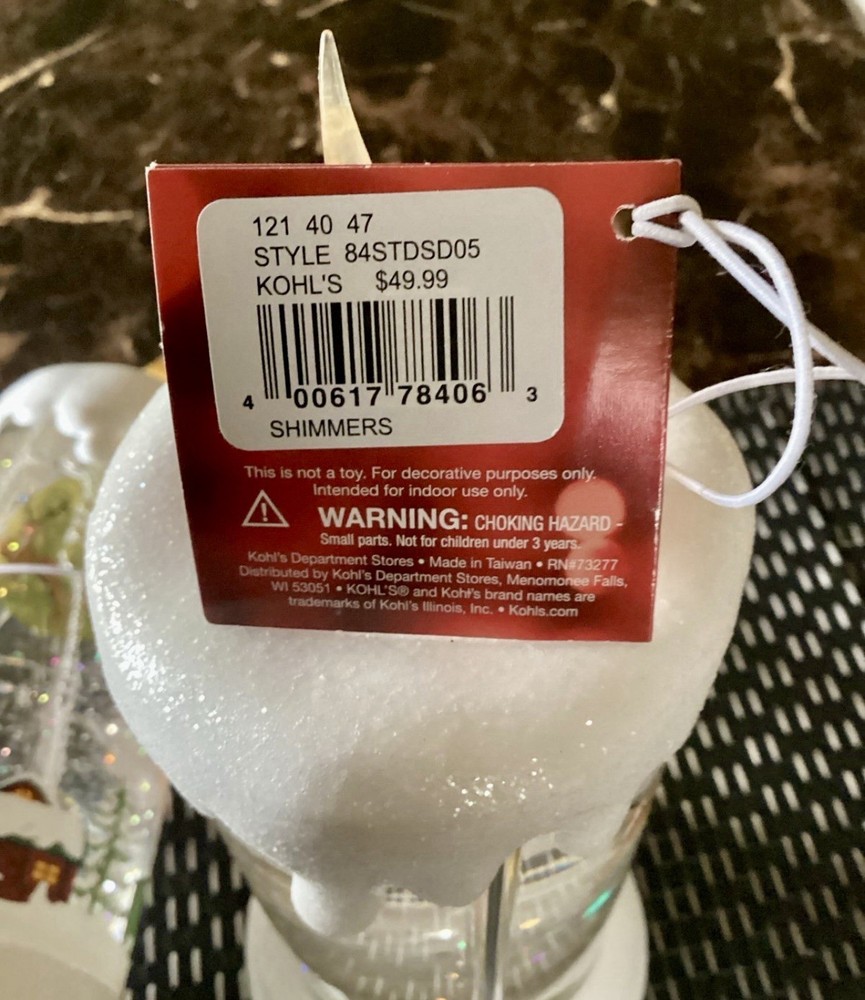 121 40 47
STYLE 84STDSD05
KOHL'S $49.99
4 00617 78406 3
SHIMMERS
This is not a toy. For decorative purposes only.
Intended for indoor use only.
WARNING: CHOKING HAZARD -
Small parts. Not for children under 3 years.
Kohl's Department Stores • Made in Taiwan • RN#73277
Distributed by Kohl's Department Stores, Menomonee Falls,
WI 53051 • KOHL'S® and Kohl's brand names are
trademarks of Kohl's Illinois, Inc. • Kohls.com